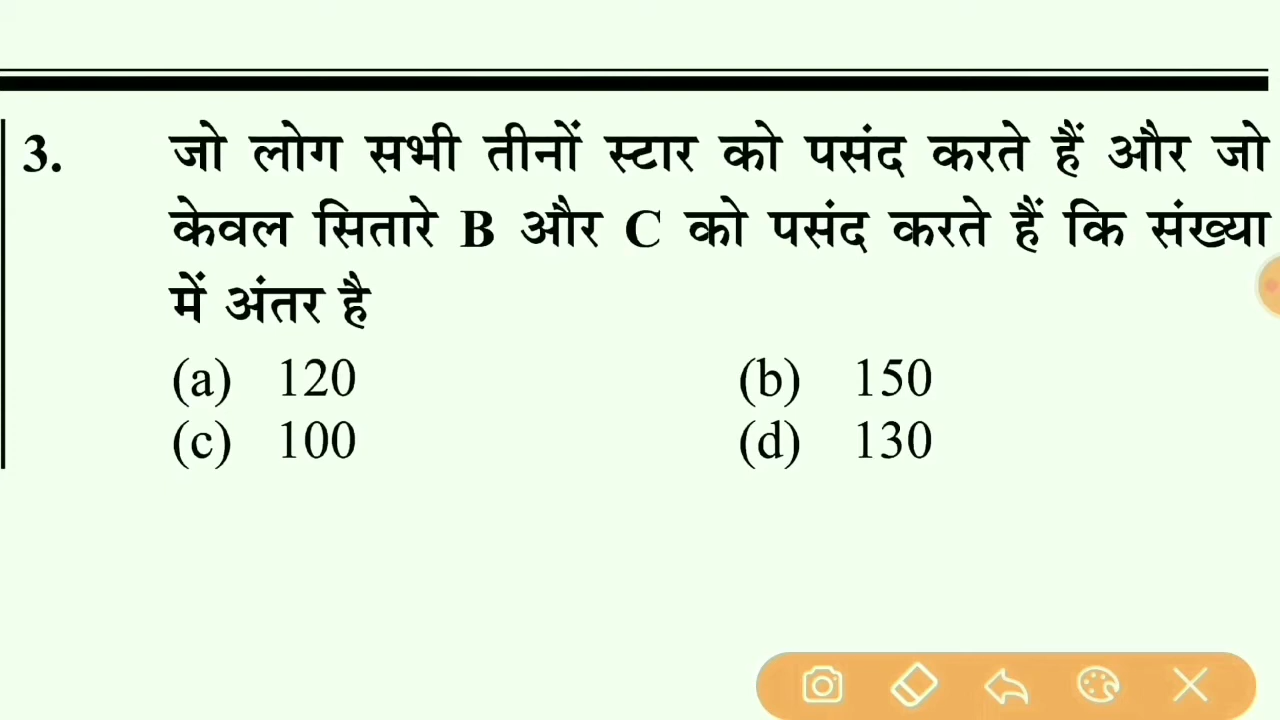 3. जो लोग सभी तीनों स्टार को पसंद करते हैं और जो
केवल सितारे B और C को पसंद करते हैं कि संख्या
में अंतर है
(a) 120 (b) 150
(c) 100 (d) 130